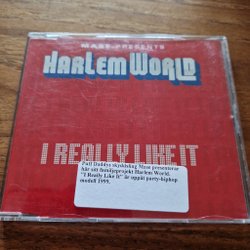 MASE PRESENTS
HARLEM WORLD
I REALLY LIKE IT
Puff Daddys skyddsling Mase presenterar
här sitt familjeprojekt Harlem World.
"I Really Like It" är uppåt party-hiphop
modell 1999.